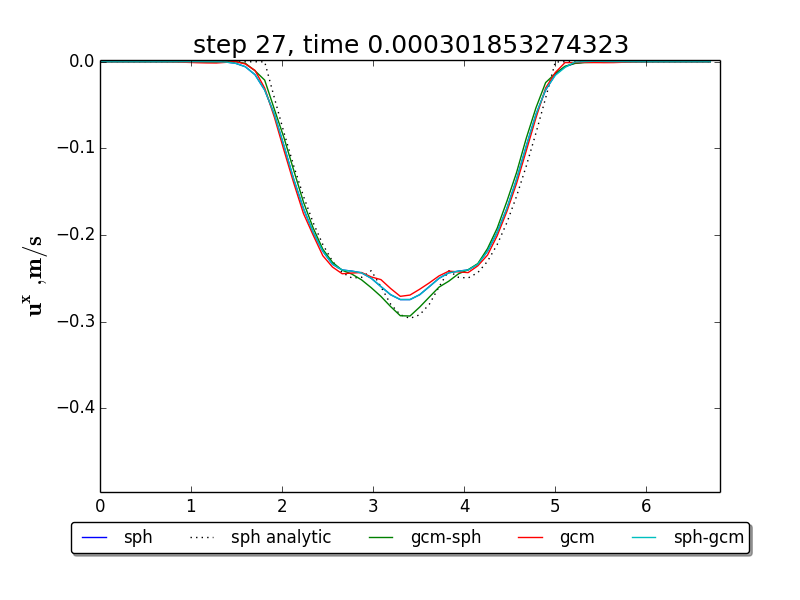 step 27, time 0.000301853274323
0.0
−0.1
−0.2
−0.3
−0.4
u^x ,m/s
0 1 2 3 4 5 6
sph sph analytic gcm-sph gcm sph-gcm